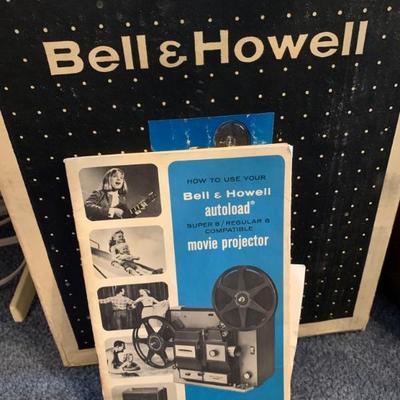 Bell & Howell
HOW TO USE YOUR
Bell & Howell
autoload®
SUPER 8/REGULAR 8
COMPATIBLE
movie projector